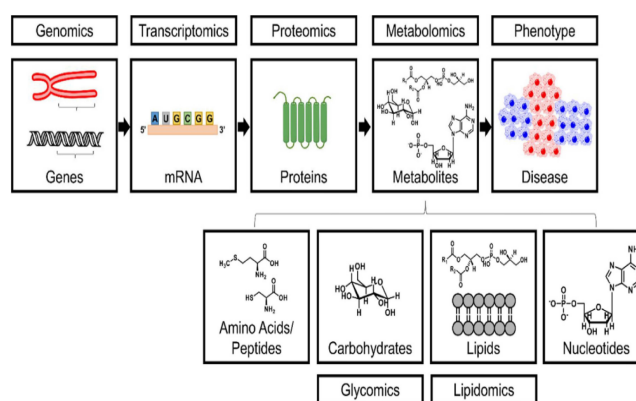 Genomics
Transcriptomics
Proteomics
Metabolomics
Phenotype
A U G C G G
5' 3'
Genes
mRNA
Proteins
Metabolites
Disease
Amino Acids/
Peptides
Carbohydrates
Lipids
Nucleotides
Glycomics
Lipidomics